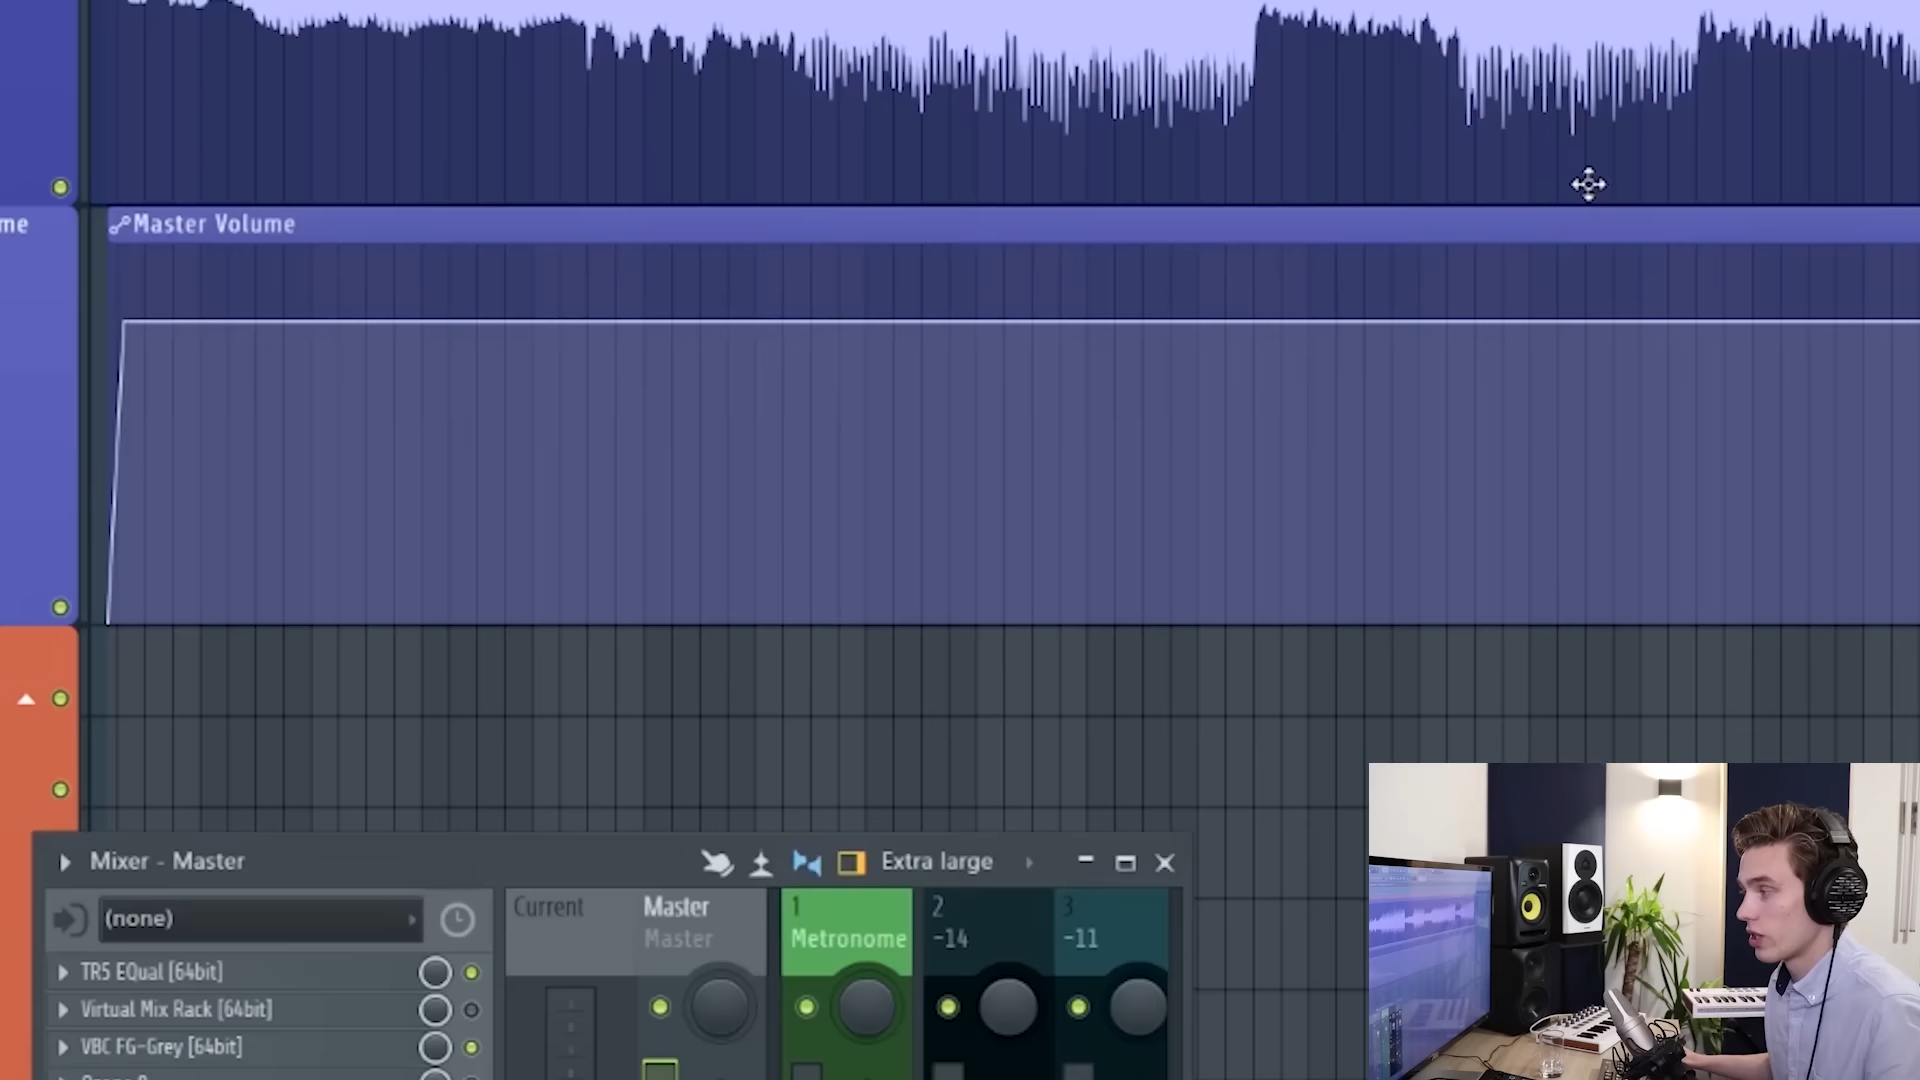 me
Master Volume
Mixer - Master
Extra large
(none)
Current
Master
Master
1
Metronome
2
-14
3
-11
TR5 EQual [64bit]
Virtual Mix Rack [64bit]
VBC FG-Grey [64bit]